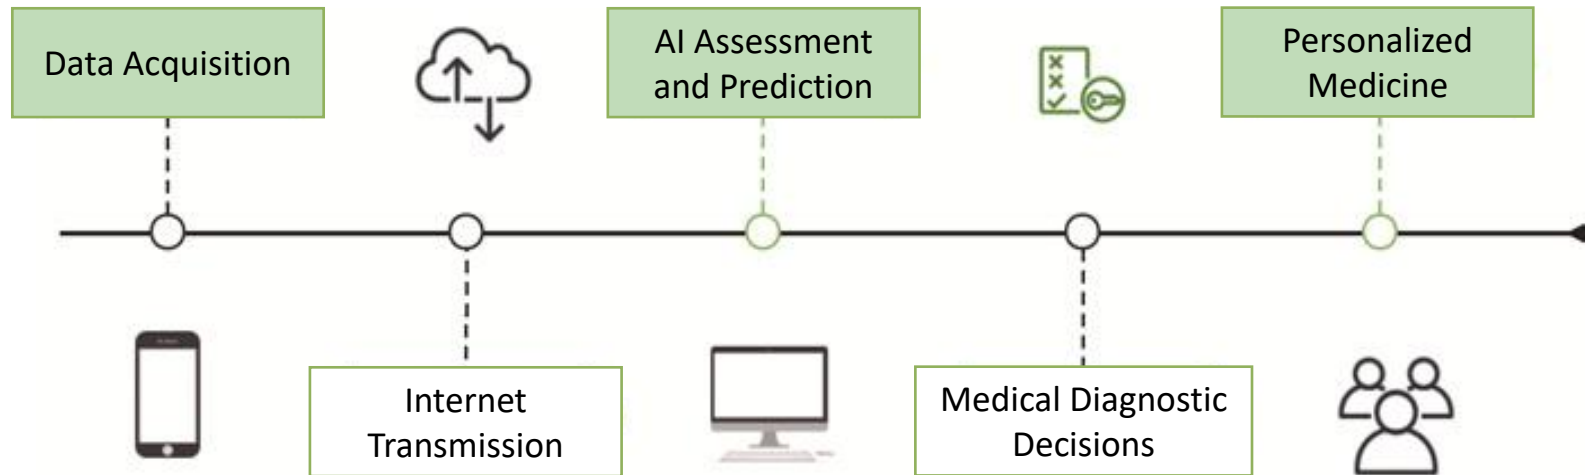 Data Acquisition
AI Assessment
and Prediction
Personalized
Medicine
Internet
Transmission
Medical Diagnostic
Decisions